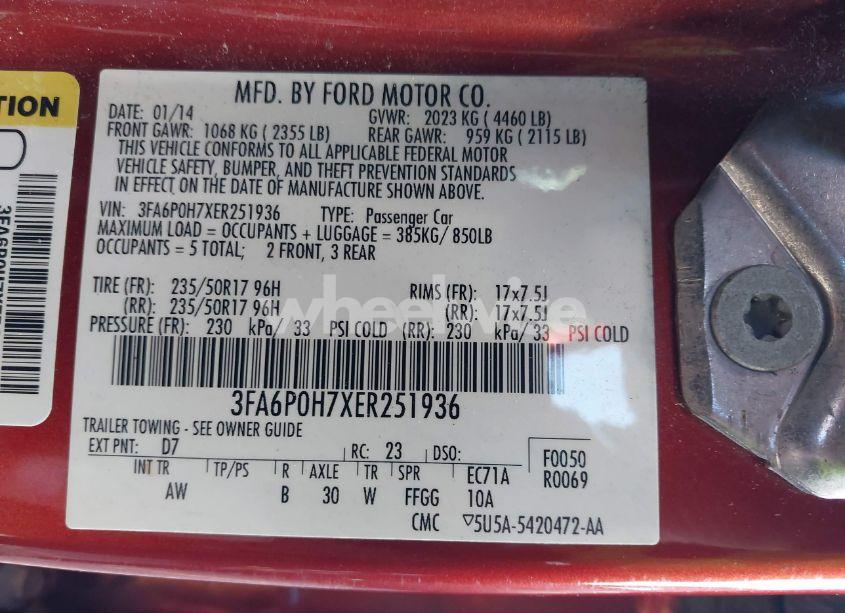 TION
MFD. BY FORD MOTOR CO.
DATE: 01/14 GVWR: 2023 KG ( 4460 LB)
FRONT GAWR: 1068 KG ( 2355 LB) REAR GAWR: 959 KG ( 2115 LB)
THIS VEHICLE CONFORMS TO ALL APPLICABLE FEDERAL MOTOR
VEHICLE SAFETY, BUMPER, AND THEFT PREVENTION STANDARDS
IN EFFECT ON THE DATE OF MANUFACTURE SHOWN ABOVE.
VIN: 3FA6P0H7XER251936 TYPE: Passenger Car
MAXIMUM LOAD = OCCUPANTS + LUGGAGE = 385KG/ 850LB
OCCUPANTS = 5 TOTAL; 2 FRONT, 3 REAR
TIRE (FR): 235/50R17 96H RIMS (FR): 17x7.5J
(RR): 235/50R17 96H (RR): 17x7.5J
PRESSURE (FR): 230 kPa/ 33 PSI COLD (RR): 230 kPa/ 33 PSI COLD
wheelvice
3FA6P0H7XER251936
TRAILER TOWING - SEE OWNER GUIDE
EXT PNT: D7 RC: 23 DSO: F0050
INT TR TP/PS R AXLE TR SPR EC71A R0069
AW B 30 W FFGG 10A
CMC ▽5U5A-5420472-AA